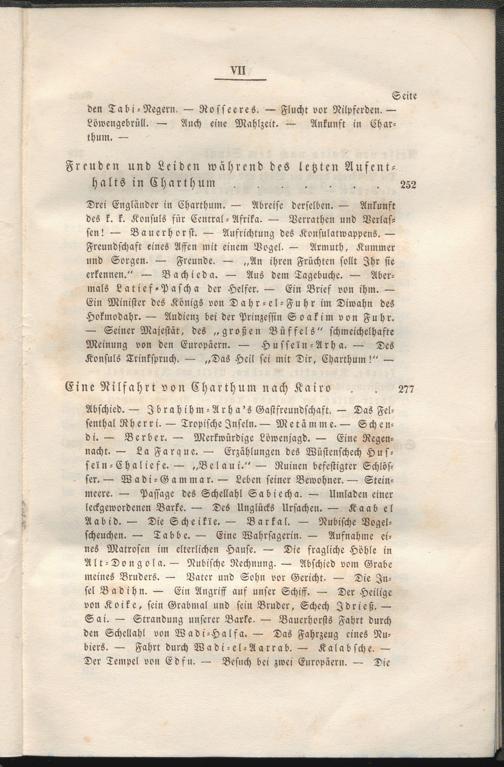 VII
Seite
den Tabi-Negern. — Rosseeres. — Flucht vor Nilpferden. —
Löwengebrüll. — Auch eine Mahlzeit. — Ankunft in Char-
thum. —
Freuden und Leiden während des letzten Aufent-
halts in Charthum . . . . . . 252
Drei Engländer in Charthum. — Abreise derselben. — Ankunft
des k. k. Konsuls für Central-Afrika. — Verrathen und Verlas-
sen! — Bauerhorst. — Aufrichtung des Konsulatwappens. —
Freundschaft eines Affen mit einem Vogel. — Armuth, Kummer
und Sorgen. — Freunde. — „An ihren Früchten sollt Ihr sie
erkennen.“ — Bachieda. — Aus dem Tagebuche. — Aber-
mals Latief-Pascha der Helfer. — Ein Brief von ihm. —
Ein Minister des Königs von Dahr-el-Fuhr im Diwahn des
Hokmodahr. — Audienz bei der Prinzessin Soakim von Fuhr.
— Seiner Majestät, des „großen Büffels“ schmeichelhafte
Meinung von den Europäern. — Hussein-Arha. — Des
Konsuls Trinkspruch. — „Das Heil sei mit Dir, Charthum!“ —
Eine Nilfahrt von Charthum nach Kairo . . 277
Abschied. — Ibrahihm-Arha's Gastfreundschaft. — Das Fel-
senthal Rherri. — Tropische Inseln. — Metämme. — Schen-
di. — Berber. — Merkwürdige Löwenjagd. — Eine Regen-
nacht. — La Farque. — Erzählungen des Wüstenschech Hus-
sein-Chaliefe. — „Belaui.“ — Ruinen befestigter Schlös-
ser. — Wadi-Gammar. — Leben seiner Bewohner. — Stein-
meere. — Passage des Schellahl Sabiecha. — Umladen einer
leckgewordenen Barke. — Des Unglücks Ursachen. — Kaab el
Aabid. — Die Scheikïe. — Barkal. — Nubische Vogel-
scheuchen. — Tabbe. — Eine Wahrsagerin. — Aufnahme ei-
nes Matrosen im elterlichen Hause. — Die fragliche Höhle in
Alt-Dongola. — Nubische Rechnung. — Abschied vom Grabe
meines Bruders. — Vater und Sohn vor Gericht. — Die In-
sel Badihn. — Ein Angriff auf unser Schiff. — Der Heilige
von Koike, sein Grabmal und sein Bruder, Schech Idrieß. —
Sai. — Strandung unserer Barke. — Bauerhorsts Fahrt durch
den Schellahl von Wadi-Halfa. — Das Fahrzeug eines Nu-
biers. — Fahrt durch Wadi-el-Aarrab. — Kalabsche. —
Der Tempel von Edfu. — Besuch bei zwei Europäern. — Die